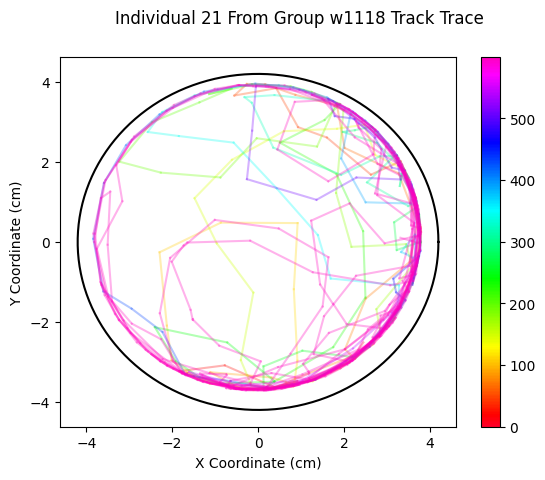 Individual 21 From Group w1118 Track Trace
4
2
0
−2
−4
Y Coordinate (cm)
−4 −2 0 2 4
X Coordinate (cm)
500
400
300
200
100
0